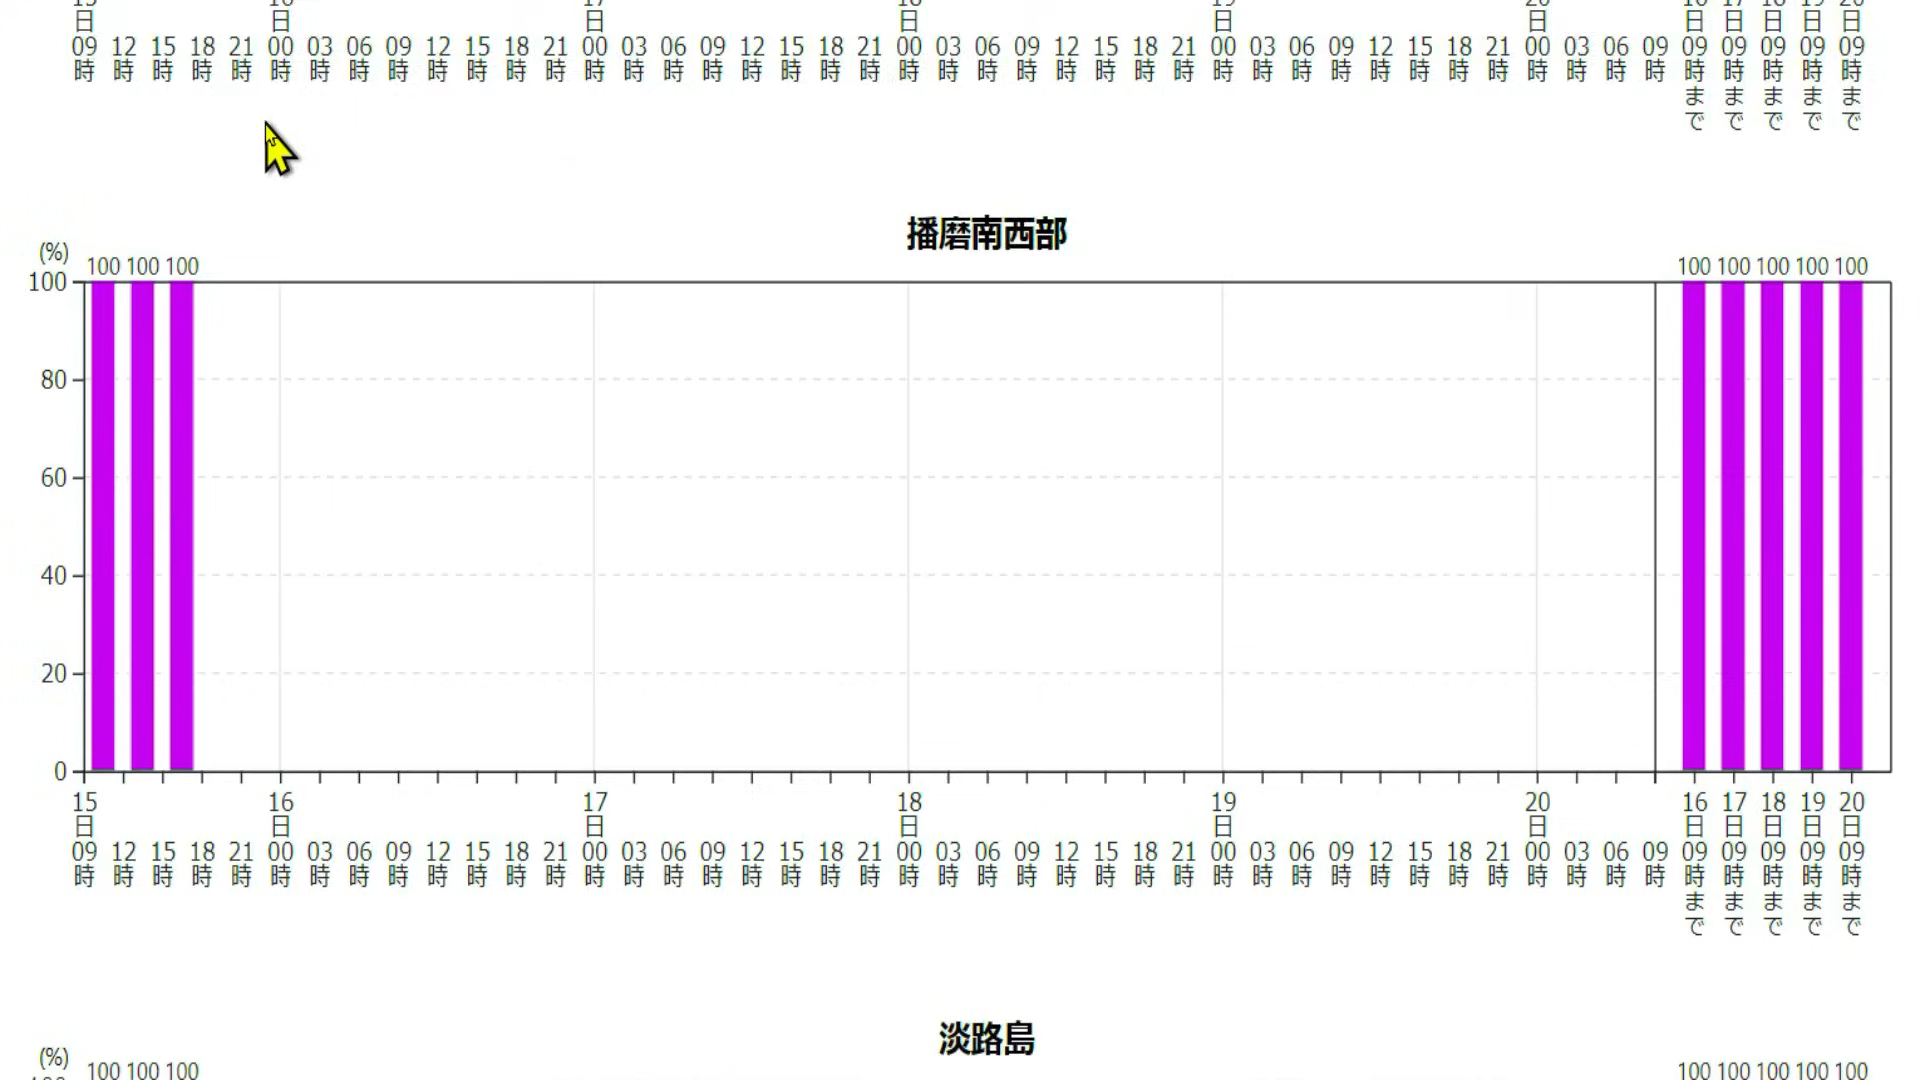 日 日 日 日 日 日 日 日 日 日 日
09 12 15 18 21 00 03 06 09 12 15 18 21 00 03 06 09 12 15 18 21 00 03 06 09 12 15 18 21 00 03 06 09 12 15 18 21 00 03 06 09 09 09 09 09 09
時 時 時 時 時 時 時 時 時 時 時 時 時 時 時 時 時 時 時 時 時 時 時 時 時 時 時 時 時 時 時 時 時 時 時 時 時 時 時 時 時 時 時 時 時 時
まで まで まで まで まで
播磨南西部
(%)
100 100 100 100 100 100 100 100
100
80
60
40
20
0
15 16 17 18 19 20 16 17 18 19 20
日 日 日 日 日 日 日 日 日 日 日
09 12 15 18 21 00 03 06 09 12 15 18 21 00 03 06 09 12 15 18 21 00 03 06 09 12 15 18 21 00 03 06 09 12 15 18 21 00 03 06 09 09 09 09 09 09
時 時 時 時 時 時 時 時 時 時 時 時 時 時 時 時 時 時 時 時 時 時 時 時 時 時 時 時 時 時 時 時 時 時 時 時 時 時 時 時 時 時 時 時 時 時
まで まで まで まで まで
淡路島
(%)
100 100 100 100 100 100 100 100